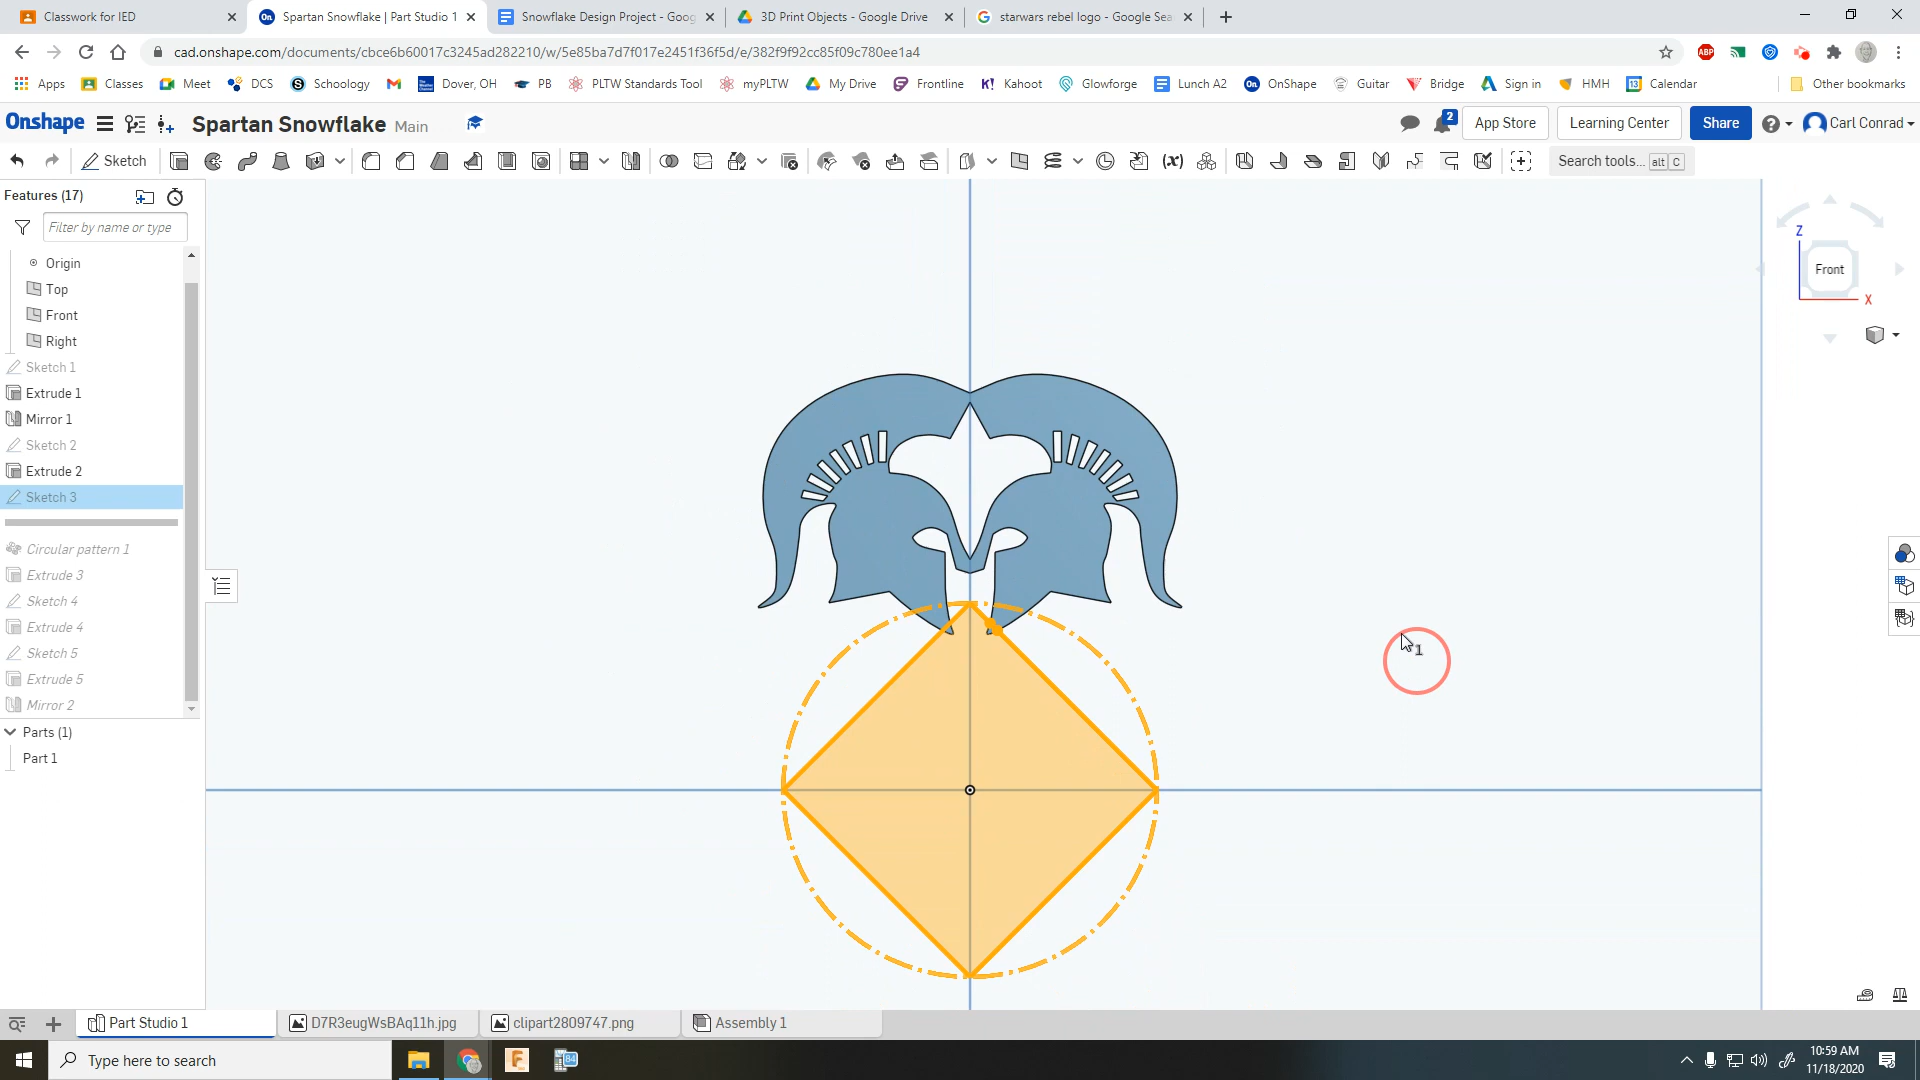 Classwork for IED
Spartan Snowflake | Part Studio 1
Snowflake Design Project - Goog
3D Print Objects - Google Drive
starwars rebel logo - Google Sea
cad.onshape.com/documents/cbce6b60017c3245ad282210/w/5e85ba7d7f017e2451f36f5d/e/382f9f92cc85f09c780ee1a4
Apps
Classes
Meet
DCS
Schoology
Dover, OH
PB
PLTW Standards Tool
myPLTW
My Drive
Frontline
Kahoot
Glowforge
Lunch A2
OnShape
Guitar
Bridge
Sign in
HMH
Calendar
Other bookmarks
Onshape
Spartan Snowflake Main
2
App Store
Learning Center
Share
Carl Conrad
Sketch
Search tools... alt C
Features (17)
Filter by name or type
Origin
Top
Front
Right
Sketch 1
Extrude 1
Mirror 1
Sketch 2
Extrude 2
Sketch 3
Circular pattern 1
Extrude 3
Sketch 4
Extrude 4
Sketch 5
Extrude 5
Mirror 2
Parts (1)
Part 1
Z
Front
X
1
Part Studio 1
D7R3eugWsBAq11h.jpg
clipart2809747.png
Assembly 1
Type here to search
84
10:59 AM
11/18/2020